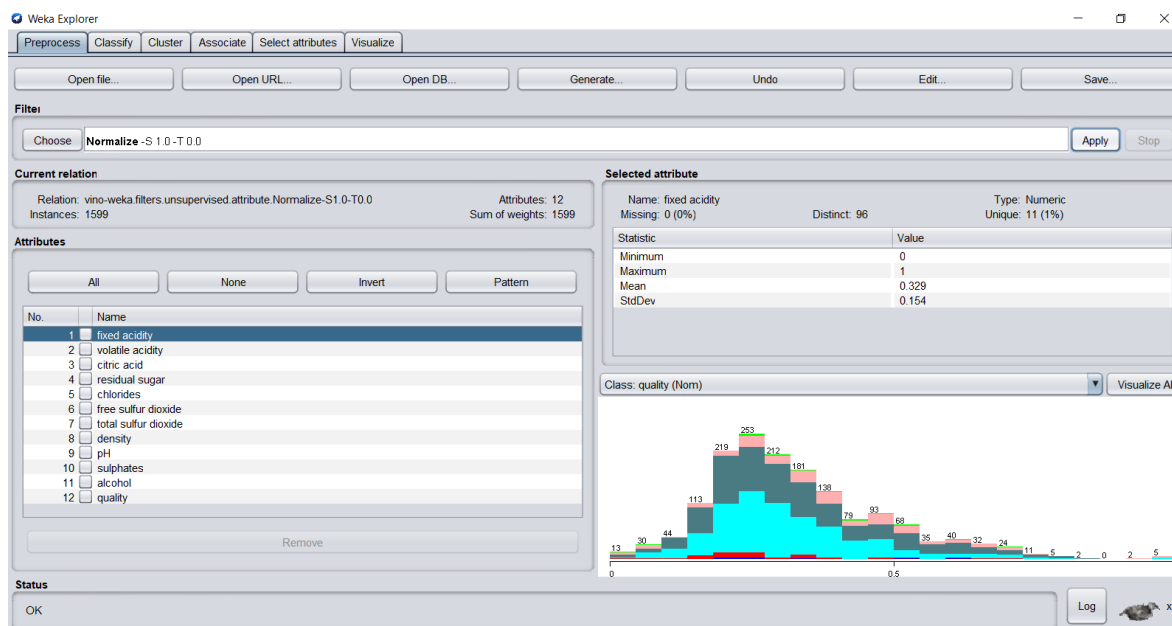 Weka Explorer
Preprocess Classify Cluster Associate Select attributes Visualize
Open file... Open URL... Open DB... Generate... Undo Edit... Save...
Filter
Choose Normalize -S 1.0 -T 0.0 Apply Stop
Current relation
Relation: vino-weka.filters.unsupervised.attribute.Normalize-S1.0-T0.0 Attributes: 12
Instances: 1599 Sum of weights: 1599
Attributes
All None Invert Pattern
No. Name
1 fixed acidity
2 volatile acidity
3 citric acid
4 residual sugar
5 chlorides
6 free sulfur dioxide
7 total sulfur dioxide
8 density
9 pH
10 sulphates
11 alcohol
12 quality
Remove
Selected attribute
Name: fixed acidity Type: Numeric
Missing: 0 (0%) Distinct: 96 Unique: 11 (1%)
Statistic Value
Minimum 0
Maximum 1
Mean 0.329
StdDev 0.154
Class: quality (Nom) Visualize Al
13 30 44 113 219 253 212 181 138 79 93 68 35 40 32 24 11 5 2 0 2 5
0 0.5
Status
OK
Log x